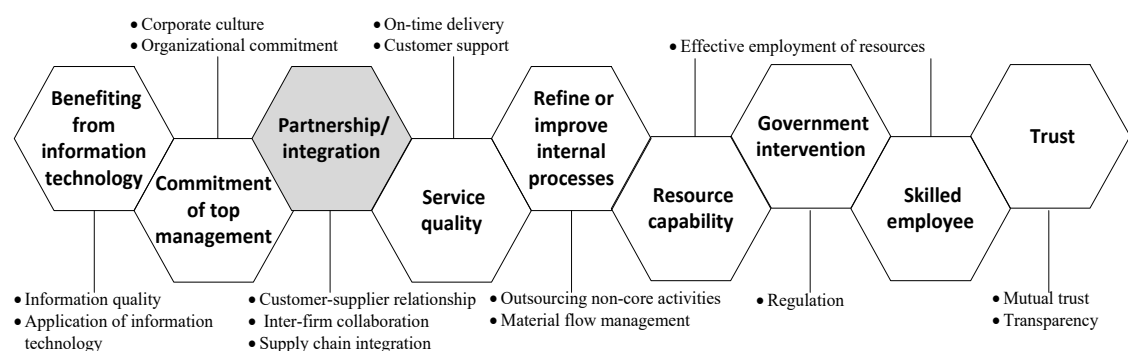 • Corporate culture
• Organizational commitment
• On-time delivery
• Customer support
• Effective employment of resources
Benefiting
from
information
technology
Commitment
of top
management
Partnership/
integration
Service
quality
Refine or
improve
internal
processes
Resource
capability
Government
intervention
Skilled
employee
Trust
• Information quality
• Application of information
technology
• Customer-supplier relationship
• Inter-firm collaboration
• Supply chain integration
• Outsourcing non-core activities
• Material flow management
• Regulation
• Mutual trust
• Transparency